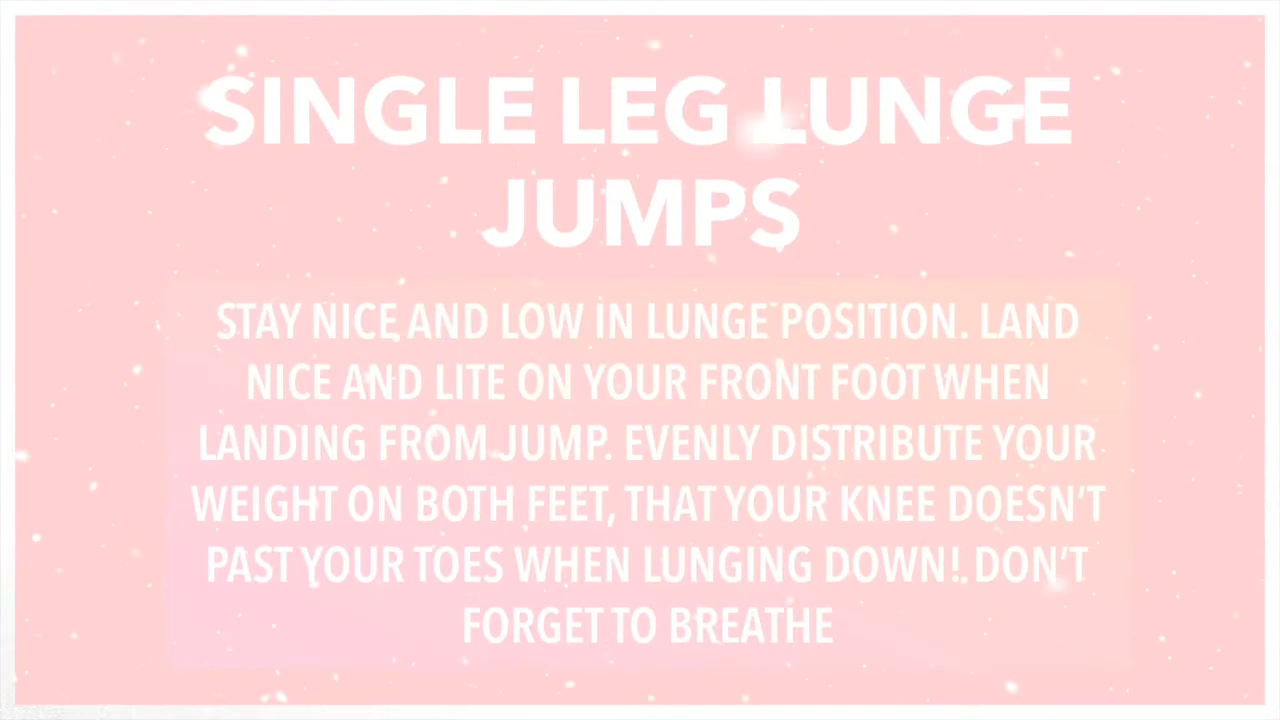 SINGLE LEG LUNGE
JUMPS
STAY NICE AND LOW IN LUNGE POSITION. LAND
NICE AND LITE ON YOUR FRONT FOOT WHEN
LANDING FROM JUMP. EVENLY DISTRIBUTE YOUR
WEIGHT ON BOTH FEET, THAT YOUR KNEE DOESN'T
PAST YOUR TOES WHEN LUNGING DOWN! DON'T
FORGET TO BREATHE